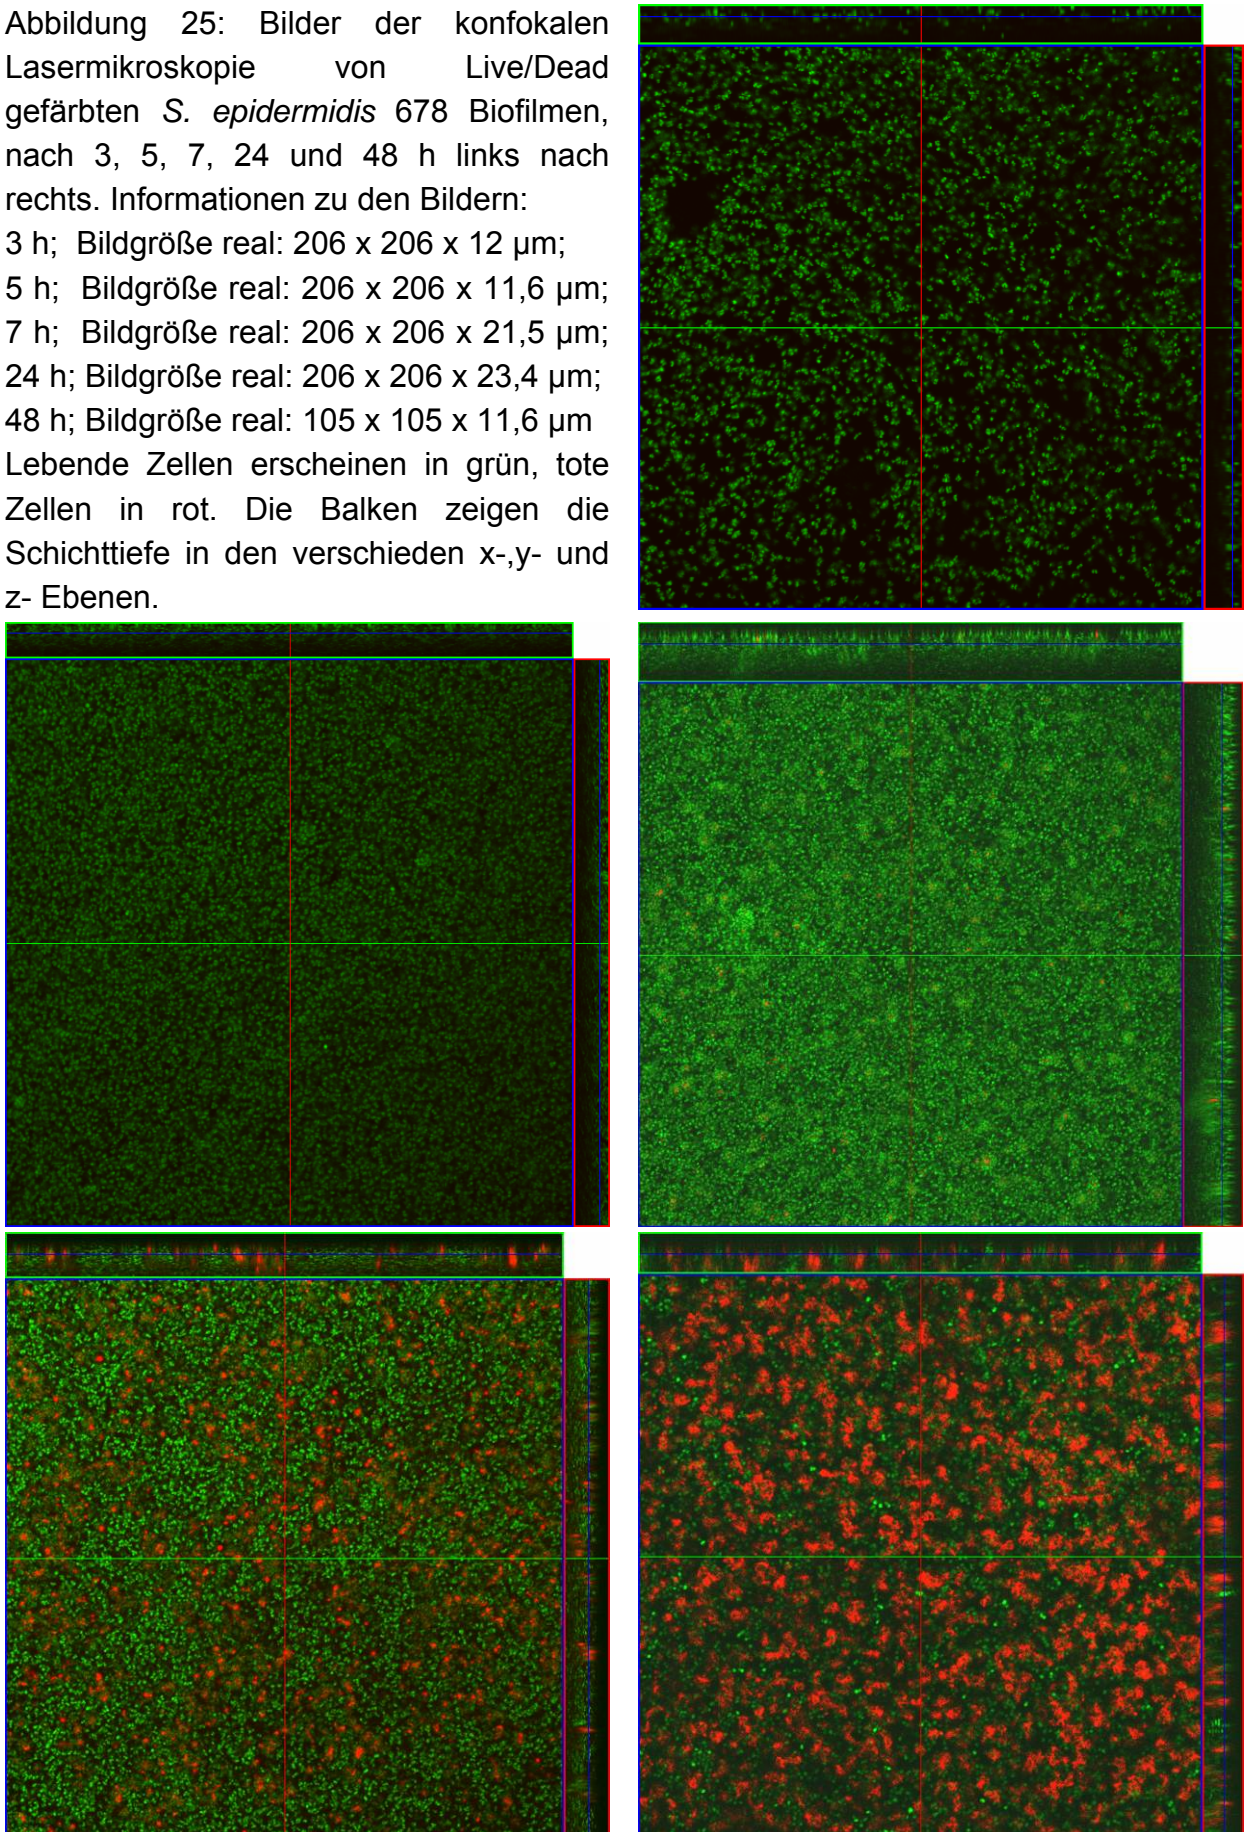 Abbildung 25: Bilder der konfokalen
Lasermikroskopie von Live/Dead
gefärbten S. epidermidis 678 Biofilmen,
nach 3, 5, 7, 24 und 48 h links nach
rechts. Informationen zu den Bildern:
3 h; Bildgröße real: 206 x 206 x 12 µm;
5 h; Bildgröße real: 206 x 206 x 11,6 µm;
7 h; Bildgröße real: 206 x 206 x 21,5 µm;
24 h; Bildgröße real: 206 x 206 x 23,4 µm;
48 h; Bildgröße real: 105 x 105 x 11,6 µm
Lebende Zellen erscheinen in grün, tote
Zellen in rot. Die Balken zeigen die
Schichttiefe in den verschieden x-,y- und
z- Ebenen.